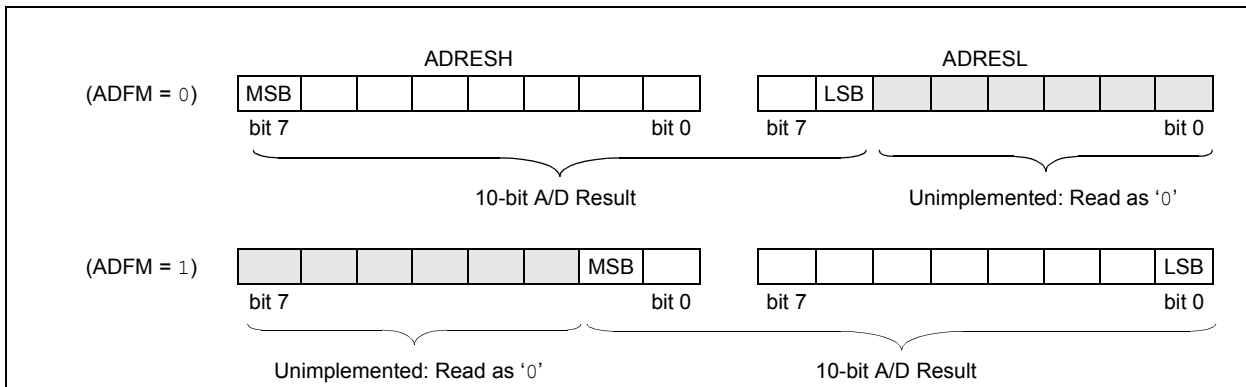 ADRESH ADRESL
(ADFM = 0) MSB LSB
bit 7 bit 0 bit 7 bit 0
10-bit A/D Result Unimplemented: Read as ‘0’
(ADFM = 1) MSB LSB
bit 7 bit 0 bit 7 bit 0
Unimplemented: Read as ‘0’ 10-bit A/D Result